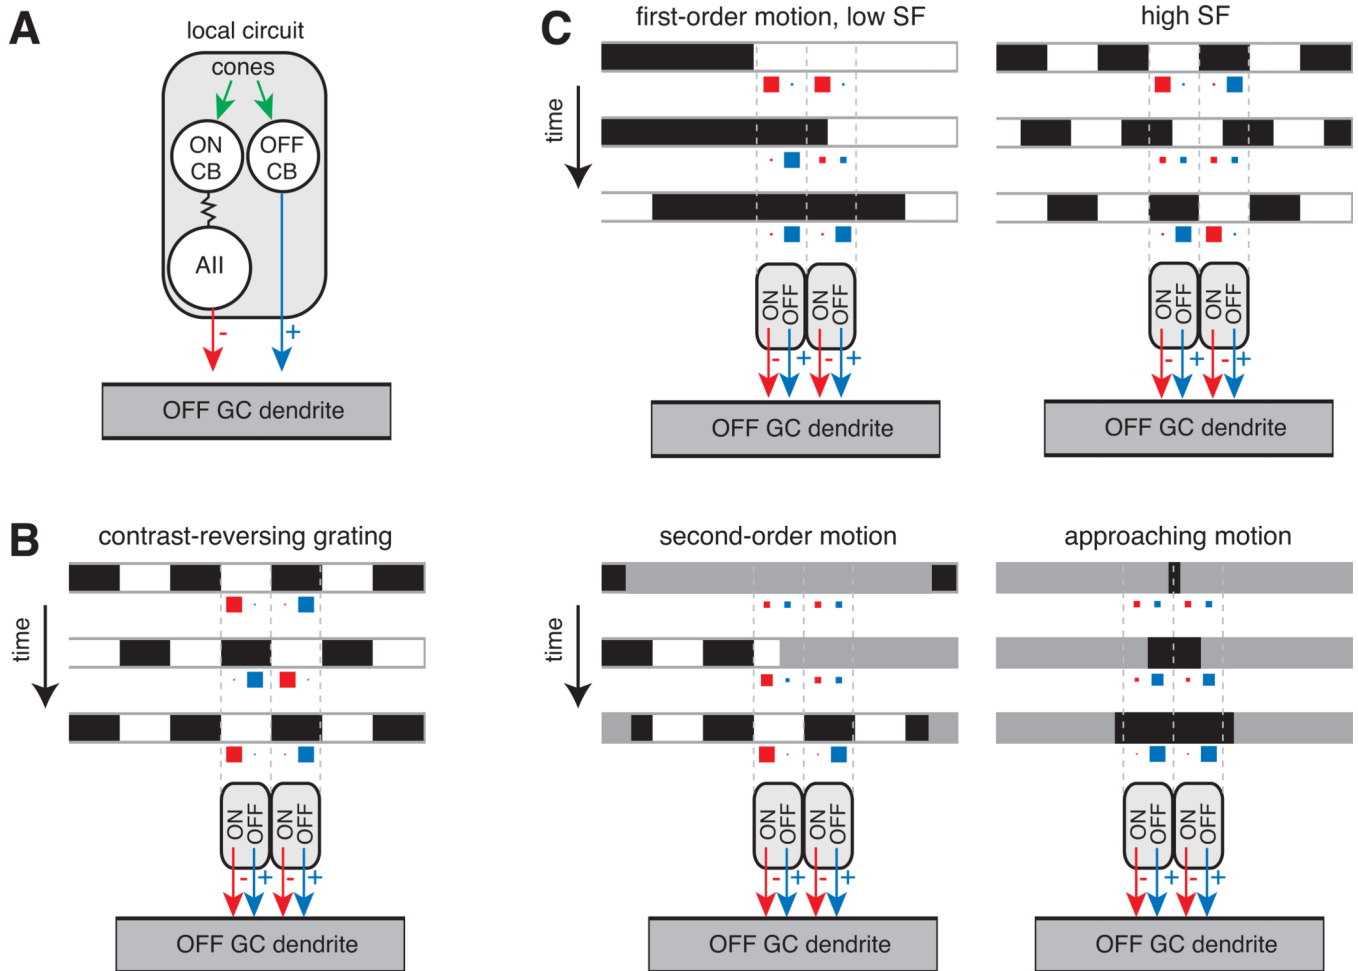 A
local circuit
cones
ON
CB
OFF
CB
AII
-
+
OFF GC dendrite
B
contrast-reversing grating
time
ON
OFF
ON
OFF
-
+
-
+
OFF GC dendrite
C
first-order motion, low SF
time
ON
OFF
ON
OFF
-
+
-
+
OFF GC dendrite
high SF
ON
OFF
ON
OFF
-
+
-
+
OFF GC dendrite
second-order motion
time
ON
OFF
ON
OFF
-
+
-
+
OFF GC dendrite
approaching motion
ON
OFF
ON
OFF
-
+
-
+
OFF GC dendrite